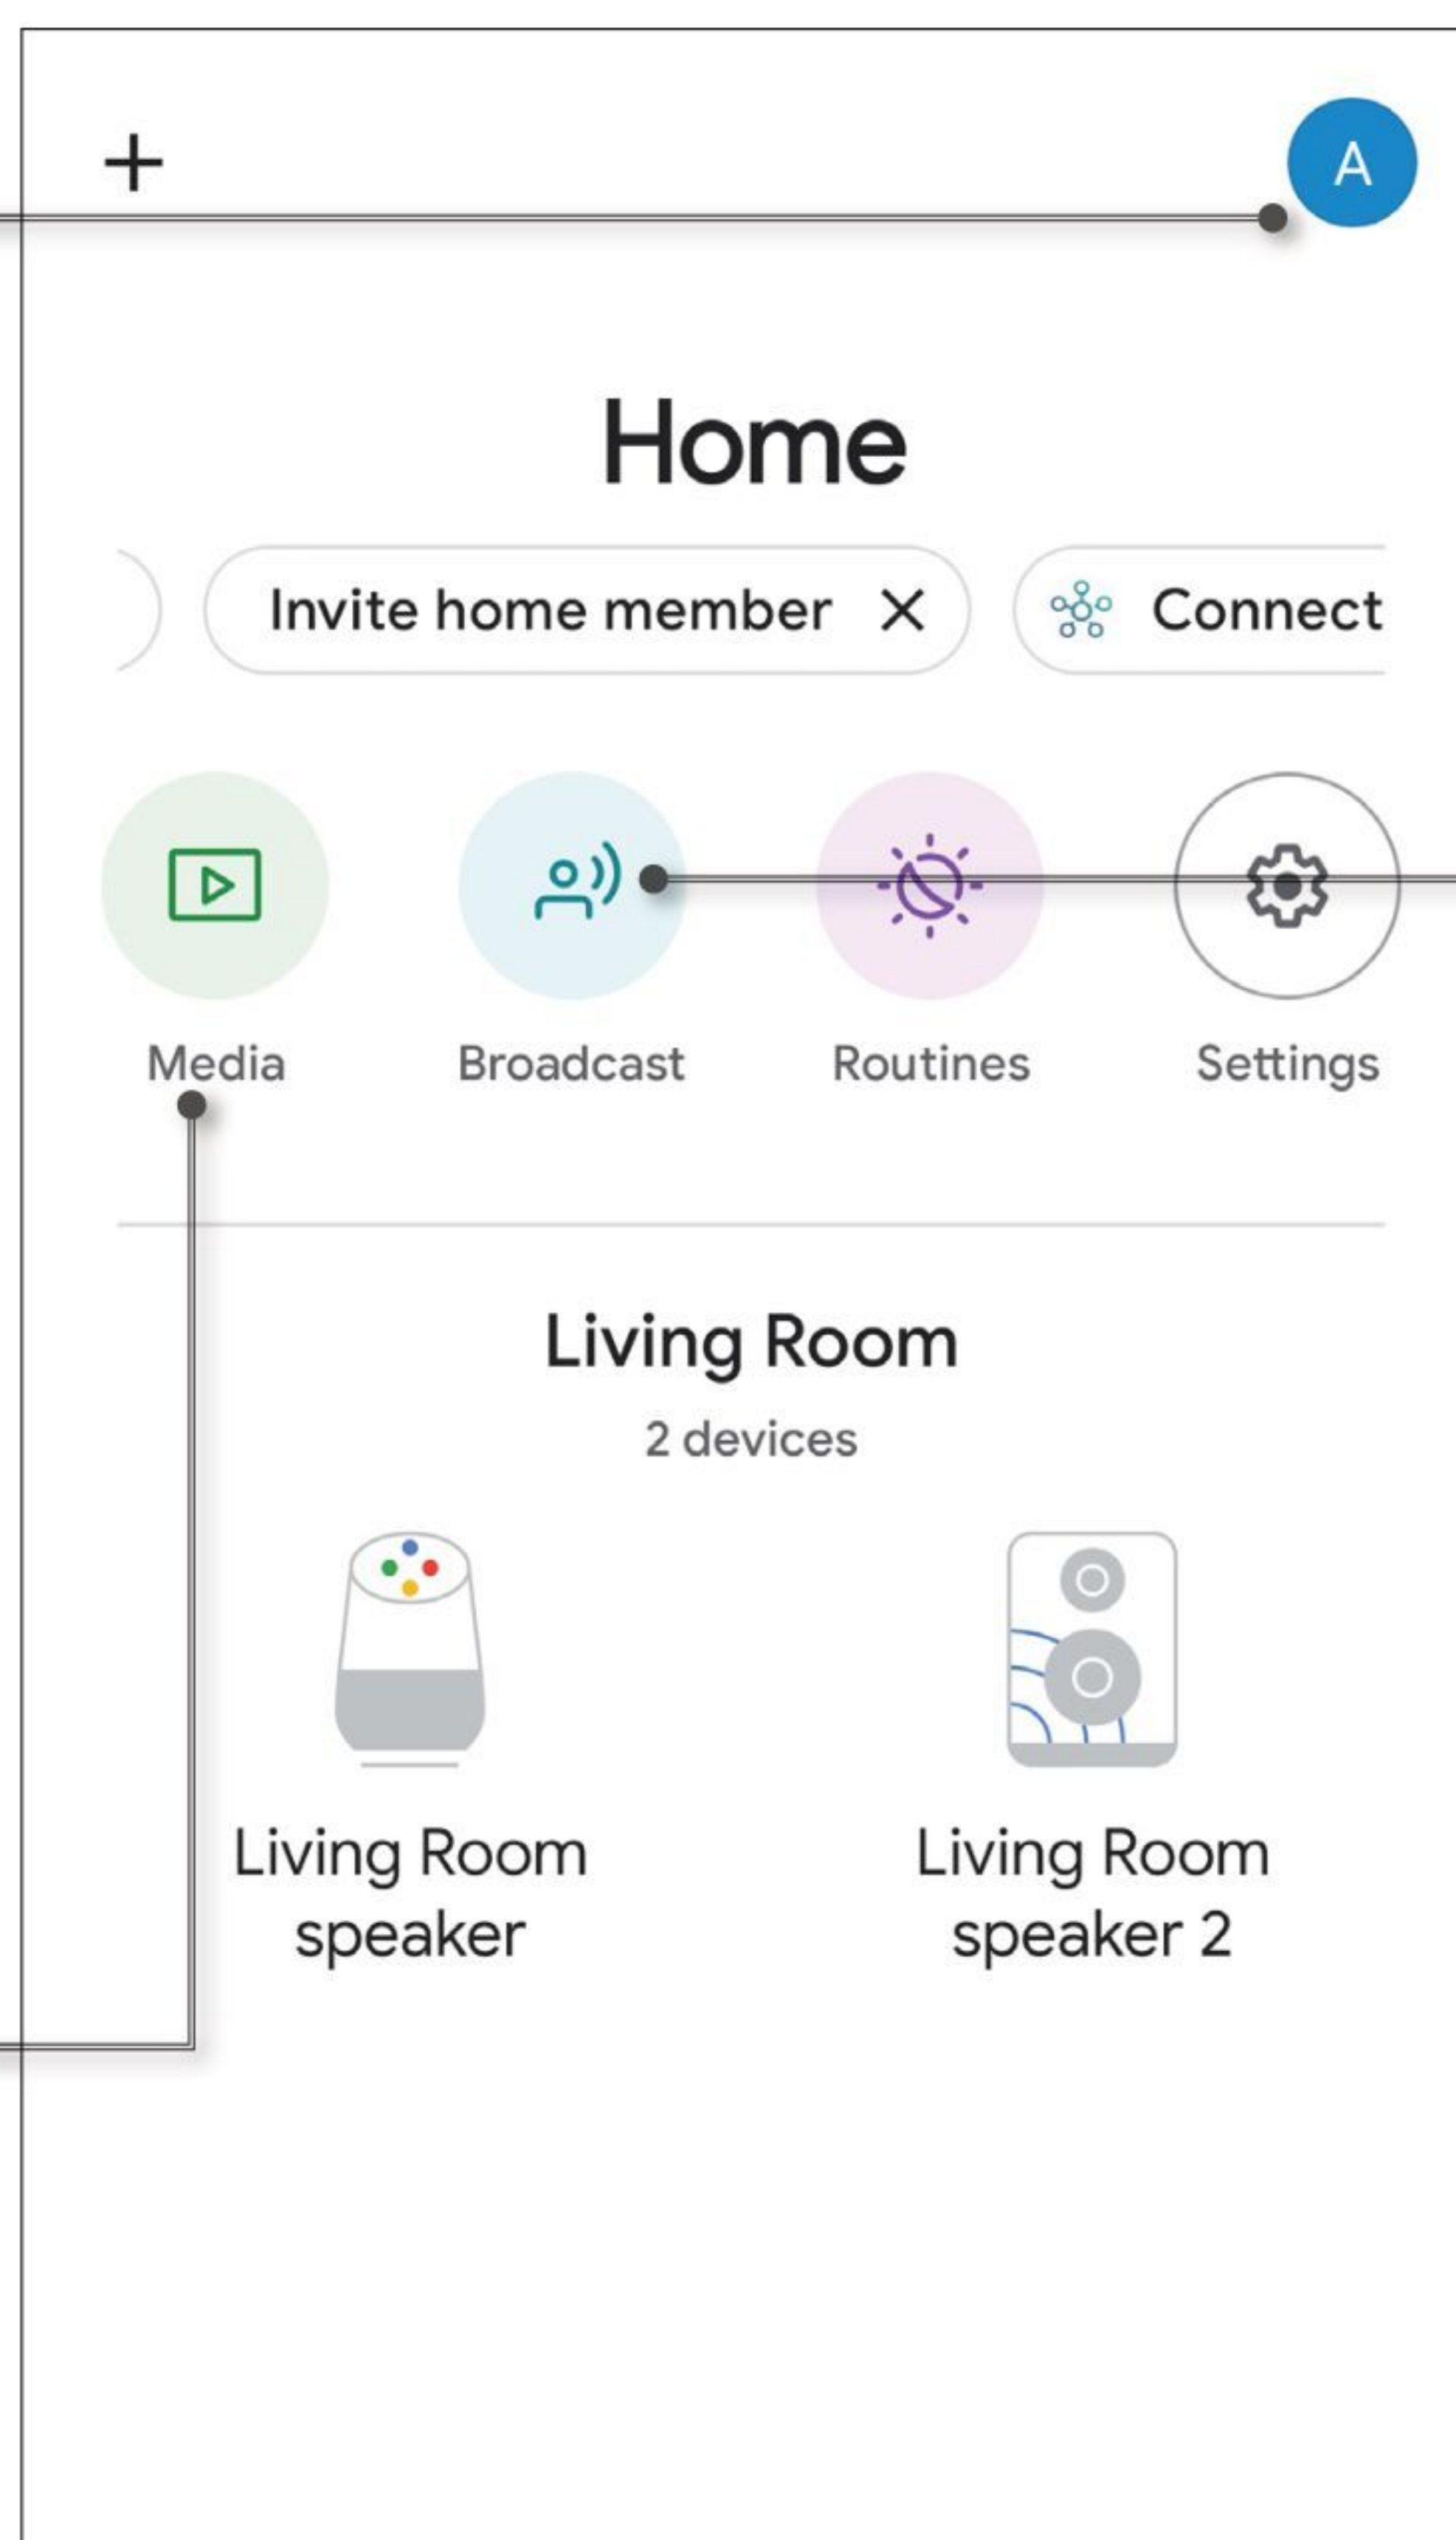 +
A
Home
Invite home member
Connect
Media
Broadcast
Routines
Settings
Living Room
2 devices
Living Room
speaker
Living Room
speaker 2